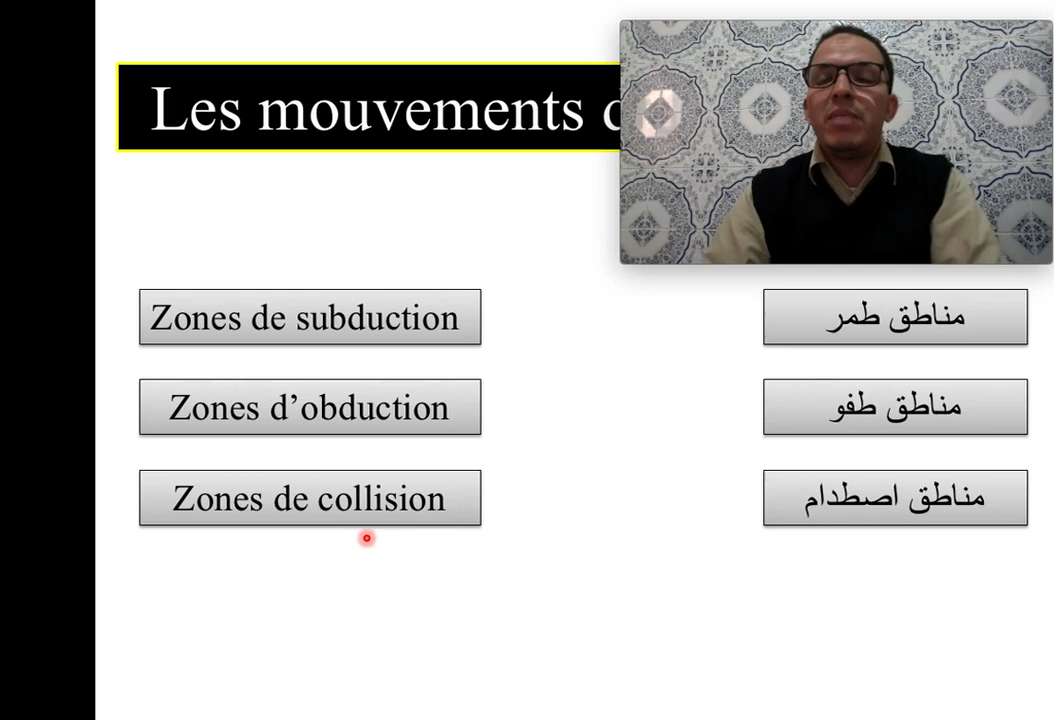 Les mouvements
Zones de subduction
مناطق طمر
Zones d’obduction
مناطق طفو
Zones de collision
مناطق اصطدام